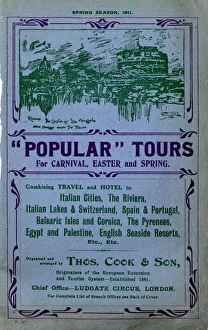 SPRING SEASON, 1911.
"POPULAR" TOURS
For CARNIVAL, EASTER and SPRING.
Combining TRAVEL and HOTEL to
Italian Cities, The Riviera,
Italian Lakes & Switzerland, Spain & Portugal,
Balearic Isles and Corsica, The Pyrenees,
Egypt and Palestine, English Seaside Resorts,
Etc., Etc.
Organised and
arranged by
THOS. COOK & SON,
Originators of the European Excursion
and Tourist System—Established 1841.
Chief Office—LUDGATE CIRCUS, LONDON.
For Complete List of Branch Offices see Back of Cover.